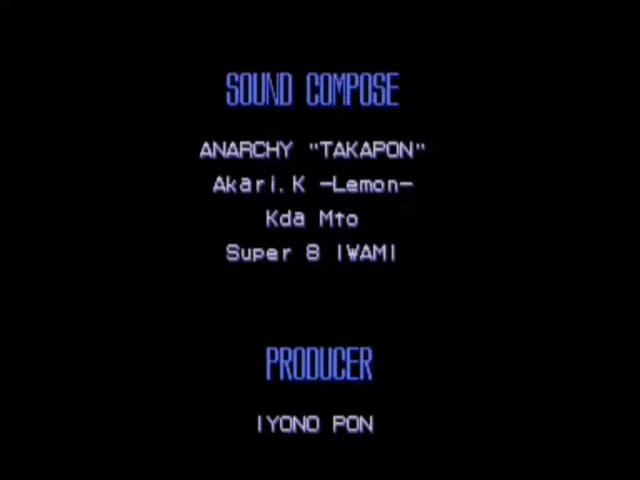 SOUND COMPOSE
ANARCHY "TAKAPON"
Akari.K -Lemon-
Kda Mto
Super 8 IWAMI
PRODUCER
IYONO PON